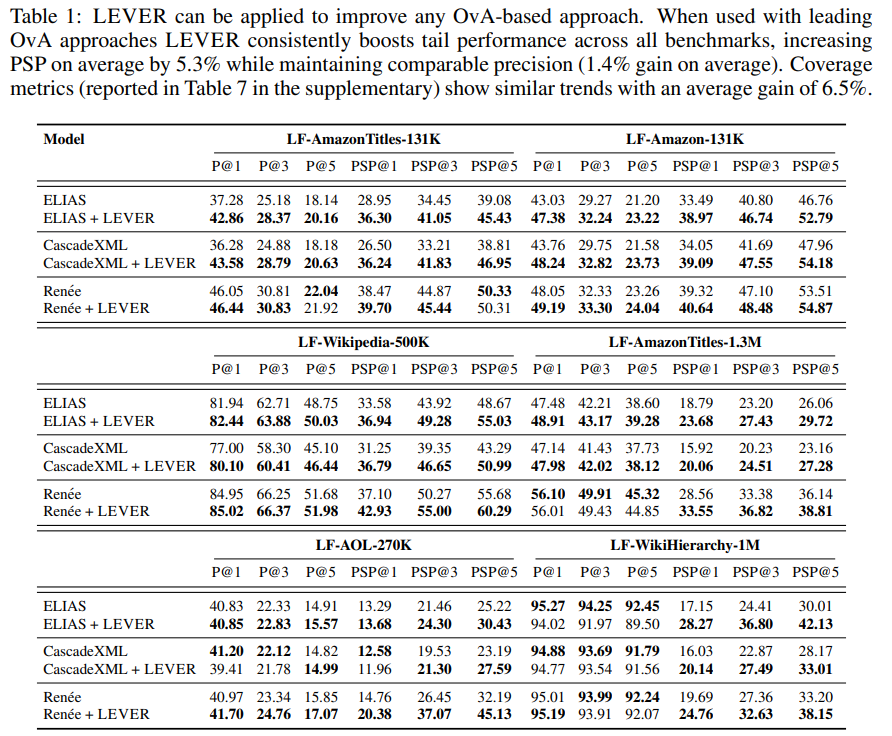 Table 1: LEVER can be applied to improve any OvA-based approach. When used with leading
OvA approaches LEVER consistently boosts tail performance across all benchmarks, increasing
PSP on average by 5.3% while maintaining comparable precision (1.4% gain on average). Coverage
metrics (reported in Table 7 in the supplementary) show similar trends with an average gain of 6.5%.
Model LF-AmazonTitles-131K LF-Amazon-131K
P@1 P@3 P@5 PSP@1 PSP@3 PSP@5 P@1 P@3 P@5 PSP@1 PSP@3 PSP@5
ELIAS 37.28 25.18 18.14 28.95 34.45 39.08 43.03 29.27 21.20 33.49 40.80 46.76
ELIAS + LEVER 42.86 28.37 20.16 36.30 41.05 45.43 47.38 32.24 23.22 38.97 46.74 52.79
CascadeXML 36.28 24.88 18.18 26.50 33.21 38.81 43.76 29.75 21.58 34.05 41.69 47.96
CascadeXML + LEVER 43.58 28.79 20.63 36.24 41.83 46.95 48.24 32.82 23.73 39.09 47.55 54.18
Renée 46.05 30.81 22.04 38.47 44.87 50.33 48.05 32.33 23.26 39.32 47.10 53.51
Renée + LEVER 46.44 30.83 21.92 39.70 45.44 50.31 49.19 33.30 24.04 40.64 48.48 54.87
LF-Wikipedia-500K LF-AmazonTitles-1.3M
P@1 P@3 P@5 PSP@1 PSP@3 PSP@5 P@1 P@3 P@5 PSP@1 PSP@3 PSP@5
ELIAS 81.94 62.71 48.75 33.58 43.92 48.67 47.48 42.21 38.60 18.79 23.20 26.06
ELIAS + LEVER 82.44 63.88 50.03 36.94 49.28 55.03 48.91 43.17 39.28 23.68 27.43 29.72
CascadeXML 77.00 58.30 45.10 31.25 39.35 43.29 47.14 41.43 37.73 15.92 20.23 23.16
CascadeXML + LEVER 80.10 60.41 46.44 36.79 46.65 50.99 47.98 42.02 38.12 20.06 24.51 27.28
Renée 84.95 66.25 51.68 37.10 50.27 55.68 56.10 49.91 45.32 28.56 33.38 36.14
Renée + LEVER 85.02 66.37 51.98 42.93 55.00 60.29 56.01 49.43 44.85 33.55 36.82 38.81
LF-AOL-270K LF-WikiHierarchy-1M
P@1 P@3 P@5 PSP@1 PSP@3 PSP@5 P@1 P@3 P@5 PSP@1 PSP@3 PSP@5
ELIAS 40.83 22.33 14.91 13.29 21.46 25.22 95.27 94.25 92.45 17.15 24.41 30.01
ELIAS + LEVER 40.85 22.83 15.57 13.68 24.30 30.43 94.02 91.97 89.50 28.27 36.80 42.13
CascadeXML 41.20 22.12 14.82 12.58 19.53 23.19 94.88 93.69 91.79 16.03 22.87 28.17
CascadeXML + LEVER 39.41 21.78 14.99 11.96 21.30 27.59 94.77 93.54 91.56 20.14 27.49 33.01
Renée 40.97 23.34 15.85 14.76 26.45 32.19 95.01 93.99 92.24 19.69 27.36 33.20
Renée + LEVER 41.70 24.76 17.07 20.38 37.07 45.13 95.19 93.91 92.07 24.76 32.63 38.15